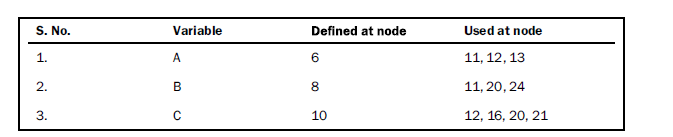 S. No. Variable Defined at node Used at node
1. A 6 11, 12, 13
2. B 8 11, 20, 24
3. C 10 12, 16, 20, 21